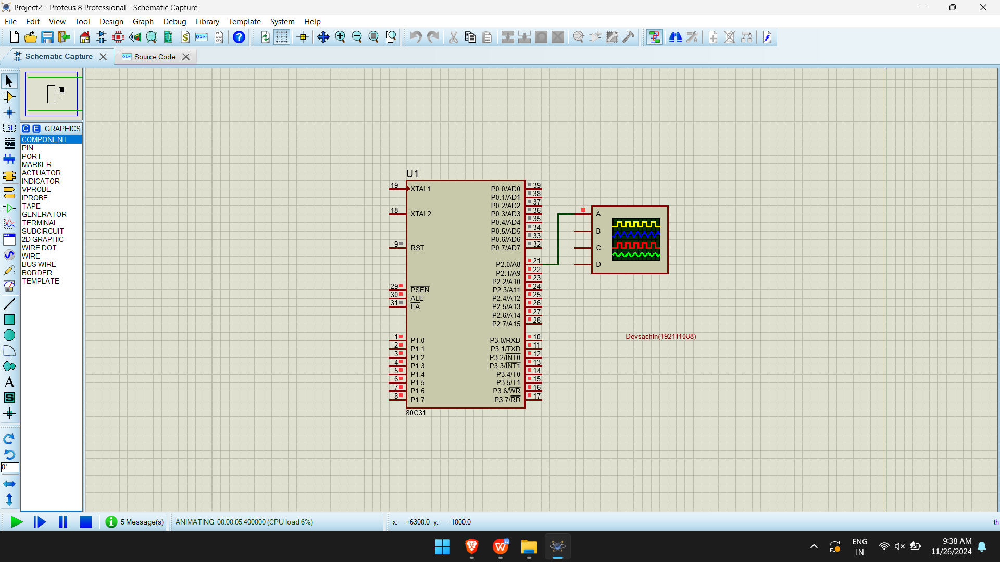 Project2 - Proteus 8 Professional - Schematic Capture
File Edit View Tool Design Graph Debug Library Template System Help
Schematic Capture
Source Code
LBL
C E GRAPHICS
COMPONENT
PIN
PORT
MARKER
ACTUATOR
INDICATOR
VPROBE
IPROBE
TAPE
GENERATOR
TERMINAL
SUBCIRCUIT
2D GRAPHIC
WIRE DOT
WIRE
BUS WIRE
BORDER
TEMPLATE
A
S
0°
U1
19 XTAL1
18 XTAL2
9 RST
29 PSEN
30 ALE
31 EA
1 P1.0
2 P1.1
3 P1.2
4 P1.3
5 P1.4
6 P1.5
7 P1.6
8 P1.7
P0.0/AD0 39
P0.1/AD1 38
P0.2/AD2 37
P0.3/AD3 36
P0.4/AD4 35
P0.5/AD5 34
P0.6/AD6 33
P0.7/AD7 32
P2.0/A8 21
P2.1/A9 22
P2.2/A10 23
P2.3/A11 24
P2.4/A12 25
P2.5/A13 26
P2.6/A14 27
P2.7/A15 28
P3.0/RXD 10
P3.1/TXD 11
P3.2/INT0 12
P3.3/INT1 13
P3.4/T0 14
P3.5/T1 15
P3.6/WR 16
P3.7/RD 17
80C31
A
B
C
D
Devsachin(192111088)
5 Message(s)
ANIMATING: 00:00:05.400000 (CPU load 6%)
x: +6300.0 y: -1000.0
th
ENG
IN
9:38 AM
11/26/2024